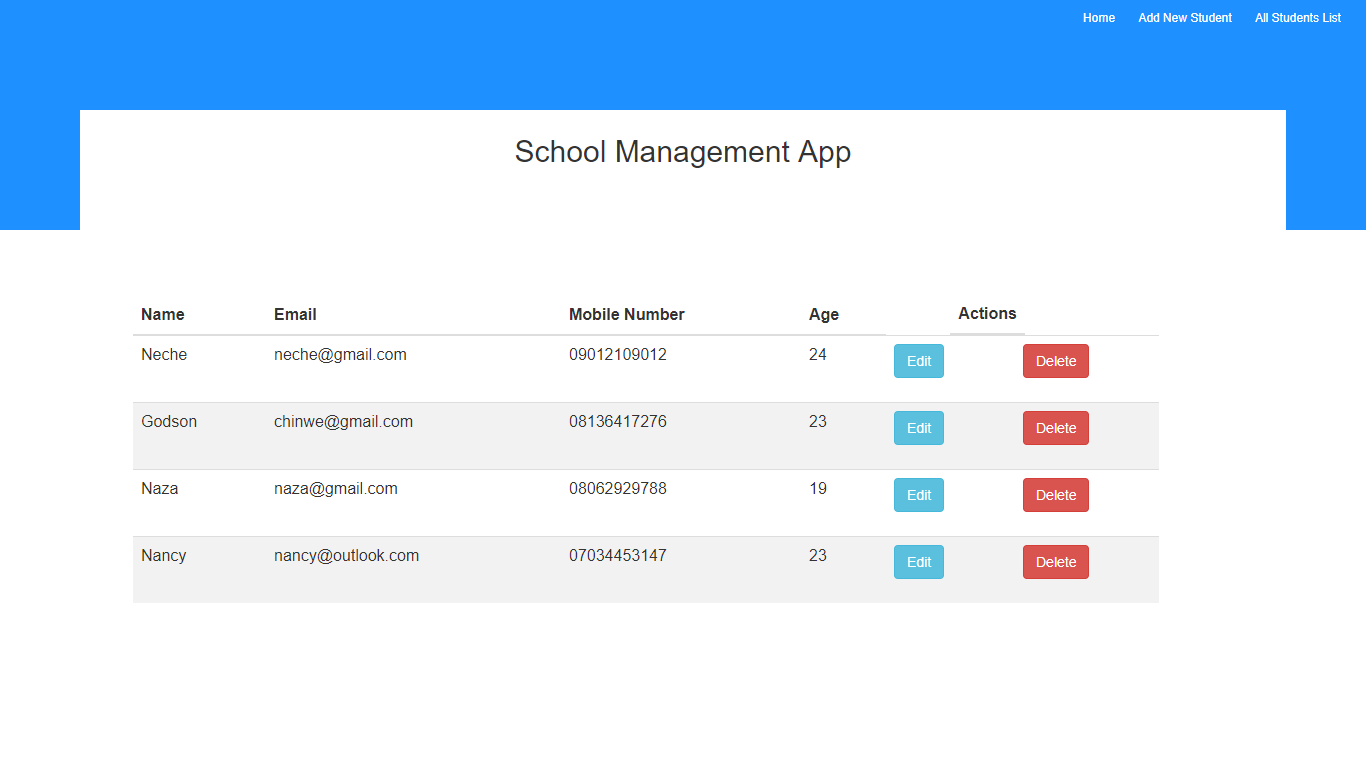 Home Add New Student All Students List
School Management App
Name Email Mobile Number Age Actions
Neche neche@gmail.com 09012109012 24 Edit Delete
Godson chinwe@gmail.com 08136417276 23 Edit Delete
Naza naza@gmail.com 08062929788 19 Edit Delete
Nancy nancy@outlook.com 07034453147 23 Edit Delete